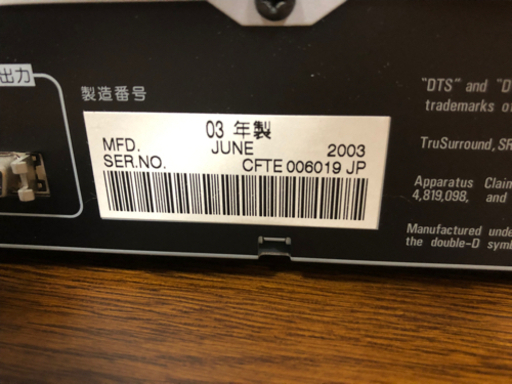 出力
製造番号
03 年製
MFD. JUNE 2003
SER.NO. CFTE 006019 JP
"DTS" and "D
trademarks o
TruSurround, SR
Apparatus Claim
4,819,098, and
Manufactured unde
the double-D symb